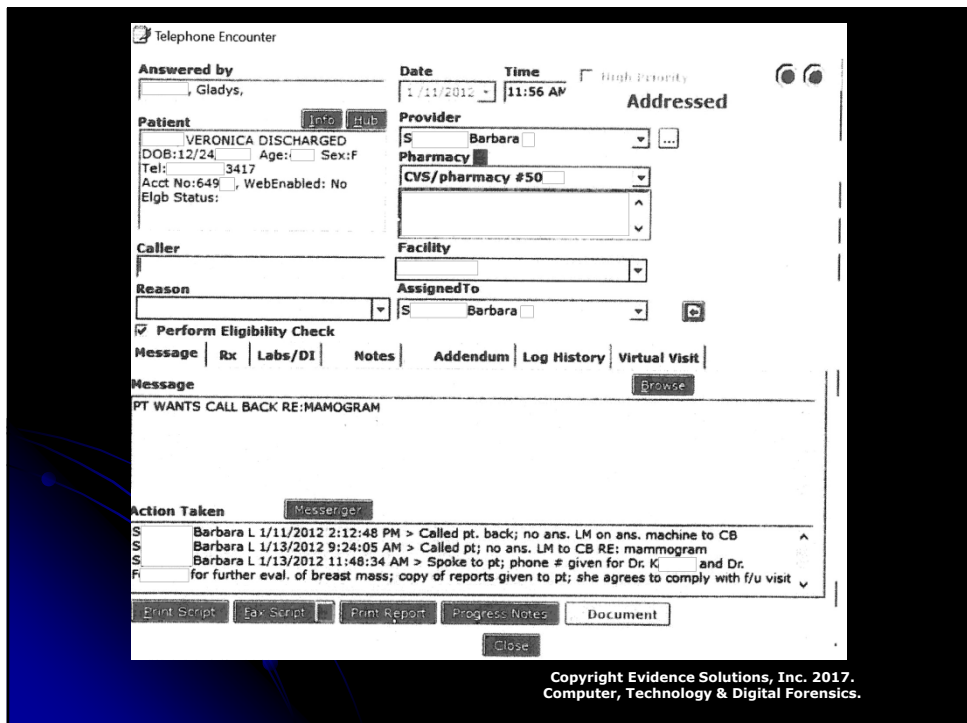 Telephone Encounter
Answered by
, Gladys,
Date
Time
High Priority
1/11/2012
11:56 AM
Addressed
Patient
Info
Hub
VERONICA DISCHARGED
DOB:12/24 Age: Sex:F
Tel: 3417
Acct No:649 , WebEnabled: No
Elgb Status:
Provider
S Barbara
...
Pharmacy
CVS/pharmacy #50
Caller
Facility
Reason
AssignedTo
S Barbara
Perform Eligibility Check
Message Rx Labs/DI Notes Addendum Log History Virtual Visit
Message
Browse
PT WANTS CALL BACK RE:MAMOGRAM
Action Taken
Messenger
S Barbara L 1/11/2012 2:12:48 PM > Called pt. back; no ans. LM on ans. machine to CB
S Barbara L 1/13/2012 9:24:05 AM > Called pt; no ans. LM to CB RE: mammogram
S Barbara L 1/13/2012 11:48:34 AM > Spoke to pt; phone # given for Dr. K and Dr.
F for further eval. of breast mass; copy of reports given to pt; she agrees to comply with f/u visit
Print Script Fax Script Print Report Progress Notes Document
Close
Copyright Evidence Solutions, Inc. 2017.
Computer, Technology & Digital Forensics.